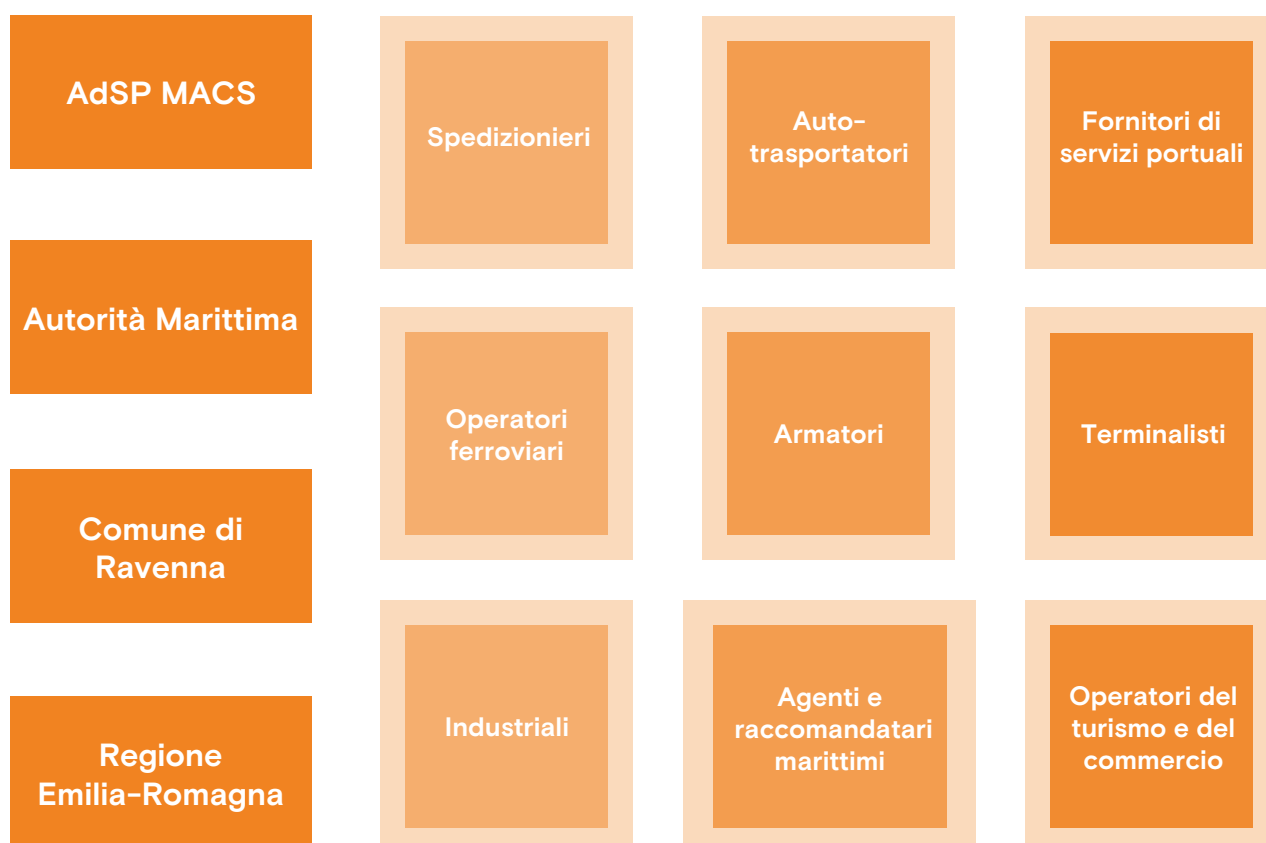 AdSP MACS
Autorità Marittima
Comune di
Ravenna
Regione
Emilia-Romagna
Spedizionieri
Auto-
trasportatori
Fornitori di
servizi portuali
Operatori
ferroviari
Armatori
Terminalisti
Industriali
Agenti e
raccomandatari
marittimi
Operatori del
turismo e del
commercio